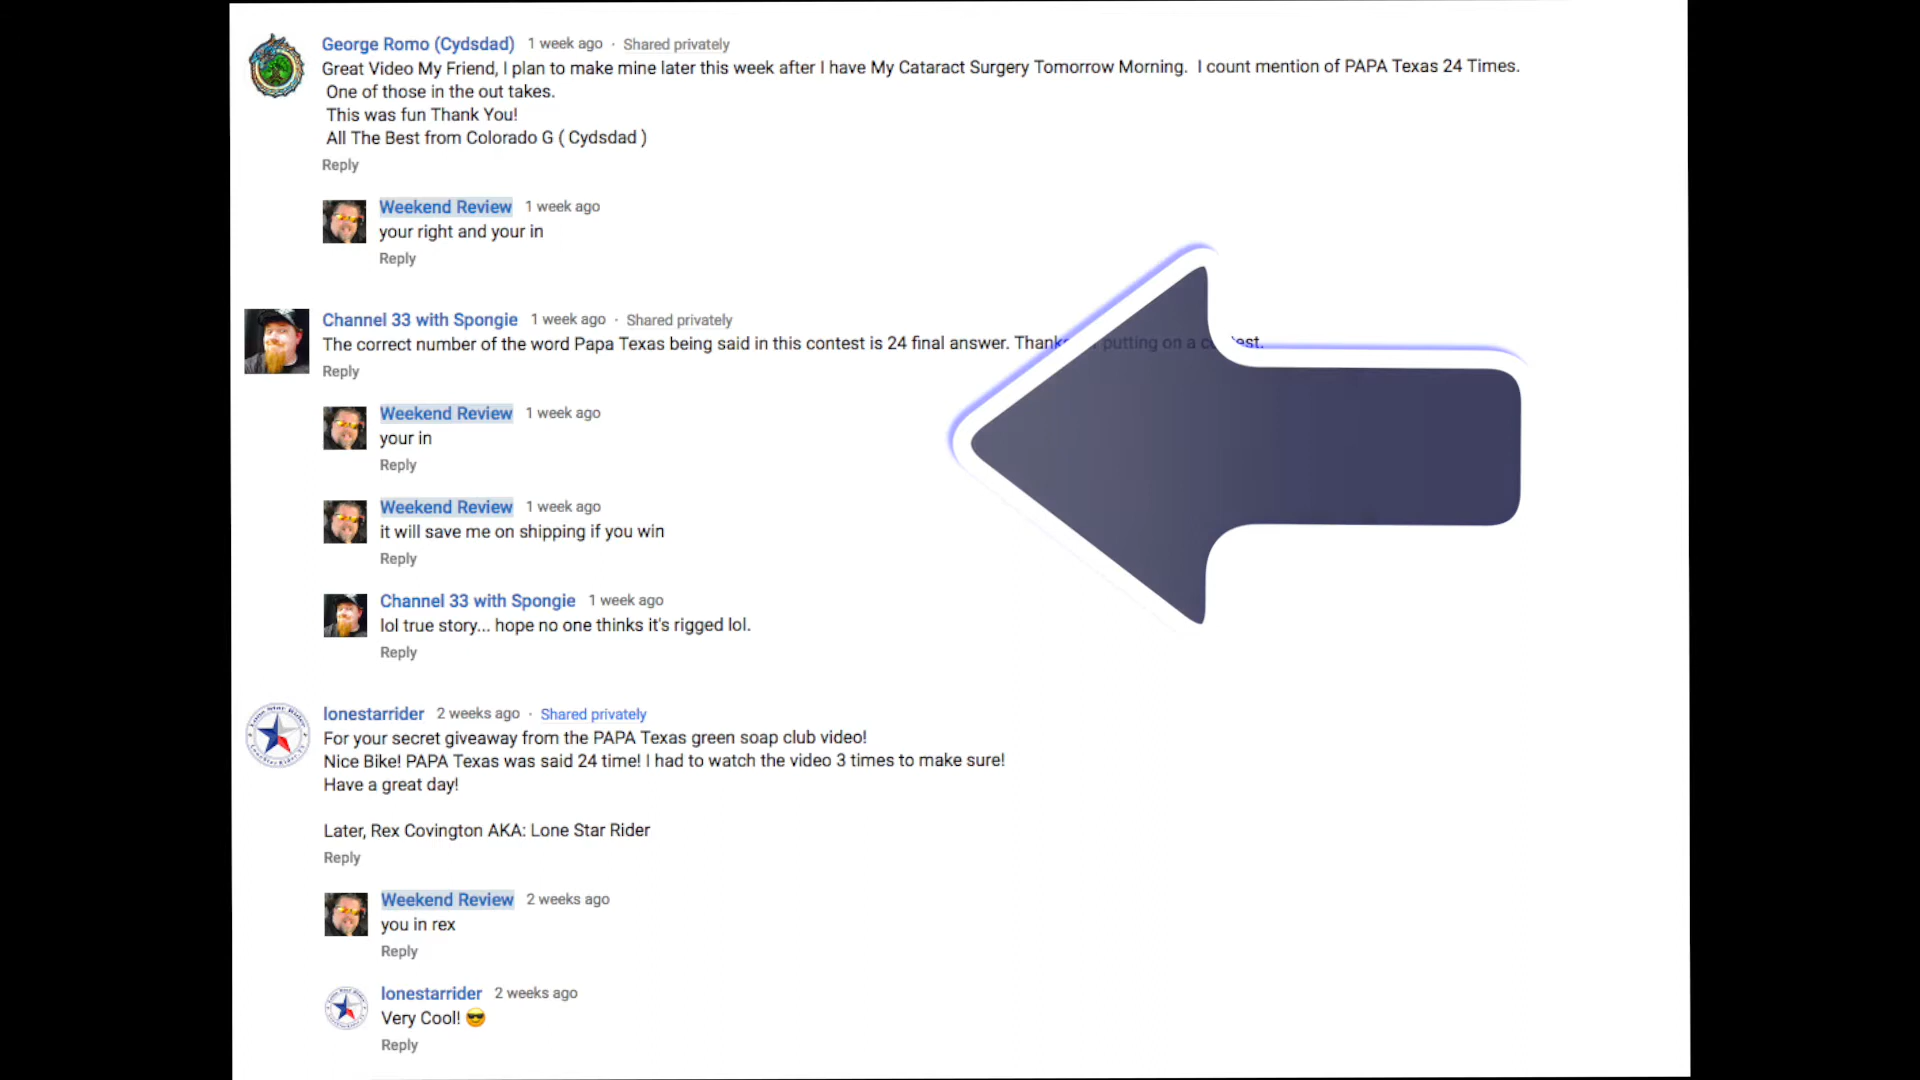 George Romo (Cydsdad) 1 week ago · Shared privately
Great Video My Friend, I plan to make mine later this week after I have My Cataract Surgery Tomorrow Morning. I count mention of PAPA Texas 24 Times.
One of those in the out takes.
This was fun Thank You!
All The Best from Colorado G ( Cydsdad )
Reply
Weekend Review 1 week ago
your right and your in
Reply
Channel 33 with Spongie 1 week ago · Shared privately
The correct number of the word Papa Texas being said in this contest is 24 final answer. Thank putting on a
Reply
Weekend Review 1 week ago
your in
Reply
Weekend Review 1 week ago
it will save me on shipping if you win
Reply
Channel 33 with Spongie 1 week ago
lol true story... hope no one thinks it's rigged lol.
Reply
lonestarrider 2 weeks ago · Shared privately
For your secret giveaway from the PAPA Texas green soap club video!
Nice Bike! PAPA Texas was said 24 time! I had to watch the video 3 times to make sure!
Have a great day!
Later, Rex Covington AKA: Lone Star Rider
Reply
Weekend Review 2 weeks ago
you in rex
Reply
lonestarrider 2 weeks ago
Very Cool! 😎
Reply